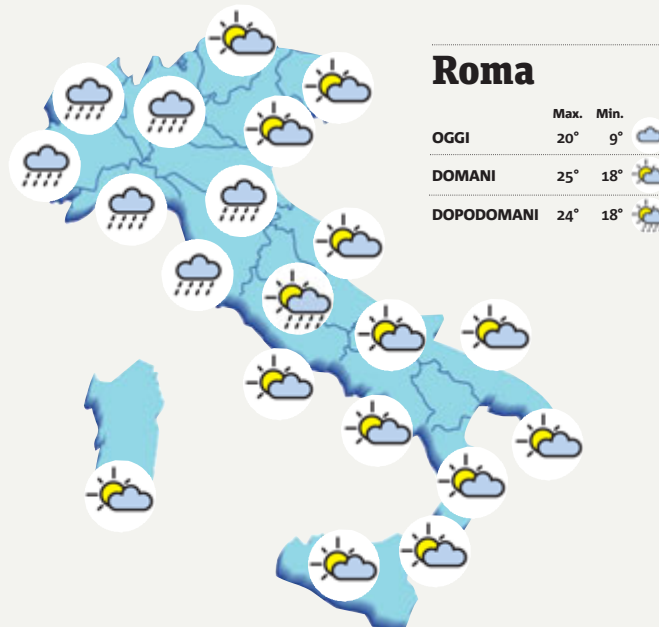 Roma
Max. Min.
OGGI 20° 9°
DOMANI 25° 18°
DOPODOMANI 24° 18°